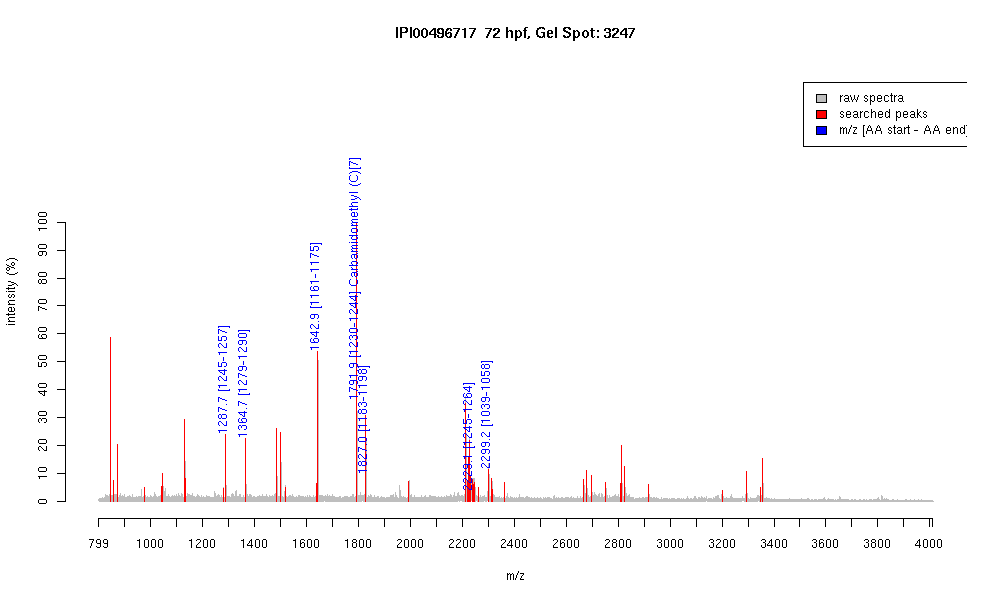 IPI00496717 72 hpf, Gel Spot: 3247
raw spectra
searched peaks
m/z [AA start - AA end]
intensity (%)
100
90
80
70
60
50
40
30
20
10
0
1287.7 [1245-1257]
1364.7 [1279-1290]
1642.9 [1161-1175]
1791.9 [1230-1244] Carbamidomethyl (C)[7]
1827.0 [1183-1198]
[1245-1264]
2299.2 [1039-1058]
799 1000 1200 1400 1600 1800 2000 2200 2400 2600 2800 3000 3200 3400 3600 3800 4000
m/z